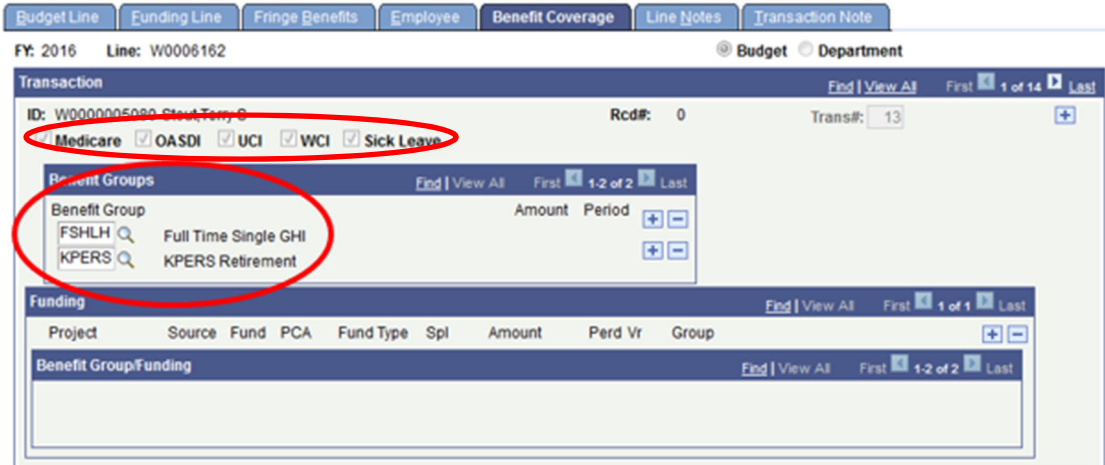 Budget Line Funding Line Fringe Benefits Employee Benefit Coverage Line Notes Transaction Note
FY: 2016 Line: W0006162 Budget Department
Transaction Find | View All First 1 of 14 Last
ID: W0000005089 Stout,Terry Rcd#: 0 Trans#: 13
Medicare OASDI UCI WCI Sick Leave
Benefit Groups Find | View All First 1-2 of 2 Last
Benefit Group Amount Period
FSHLH Full Time Single GHI
KPERS KPERS Retirement
Funding Find | View All First 1 of 1 Last
Project Source Fund PCA Fund Type Spl Amount Perd Vr Group
Benefit Group/Funding Find | View All First 1-2 of 2 Last